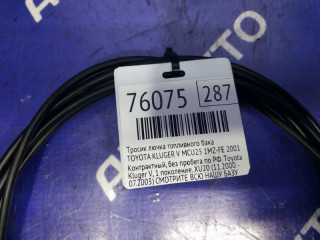 76075 287
Тросик лючка топливного бака
TOYOTA KLUGER V MCU25 1MZ-FE 2001
Контрактный, без пробега по РФ. Toyota
Kluger V, 1 поколение, XU20 (11.2000 -
07.2003) СМОТРИТЕ ВСЮ НАШУ БАЗУ